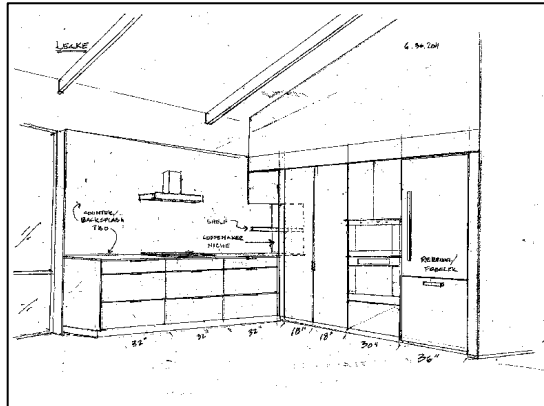 LECKE
6.30.2011
COUNTER/
BACKSPLASH
TBD
SHELF
COFFEEMAKER
NICHE
REFRIG/
FREEZER
32"
32"
32"
18"
18"
30"
36"